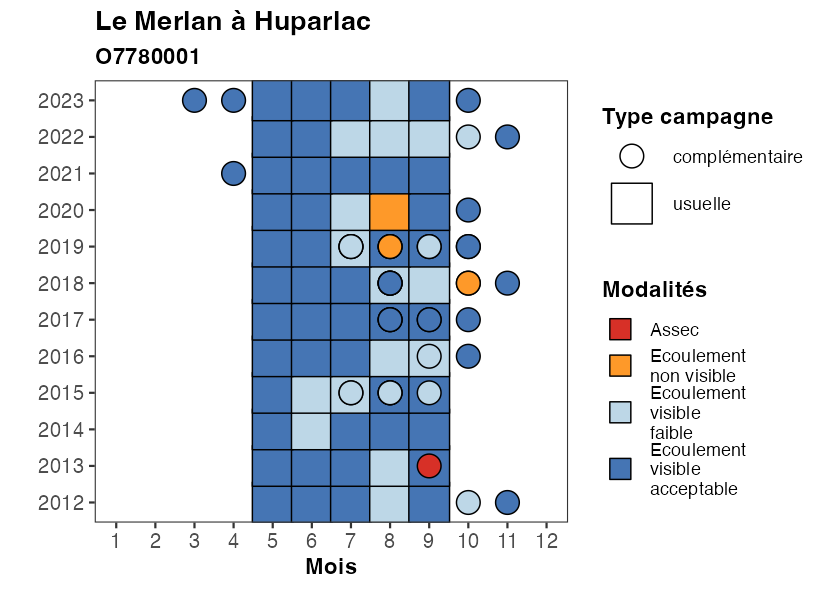 Le Merlan à Huparlac
O7780001
2023
2022
2021
2020
2019
2018
2017
2016
2015
2014
2013
2012
1 2 3 4 5 6 7 8 9 10 11 12
Mois
Type campagne
complémentaire
usuelle
Modalités
Assec
Ecoulement
non visible
Ecoulement
visible
faible
Ecoulement
visible
acceptable